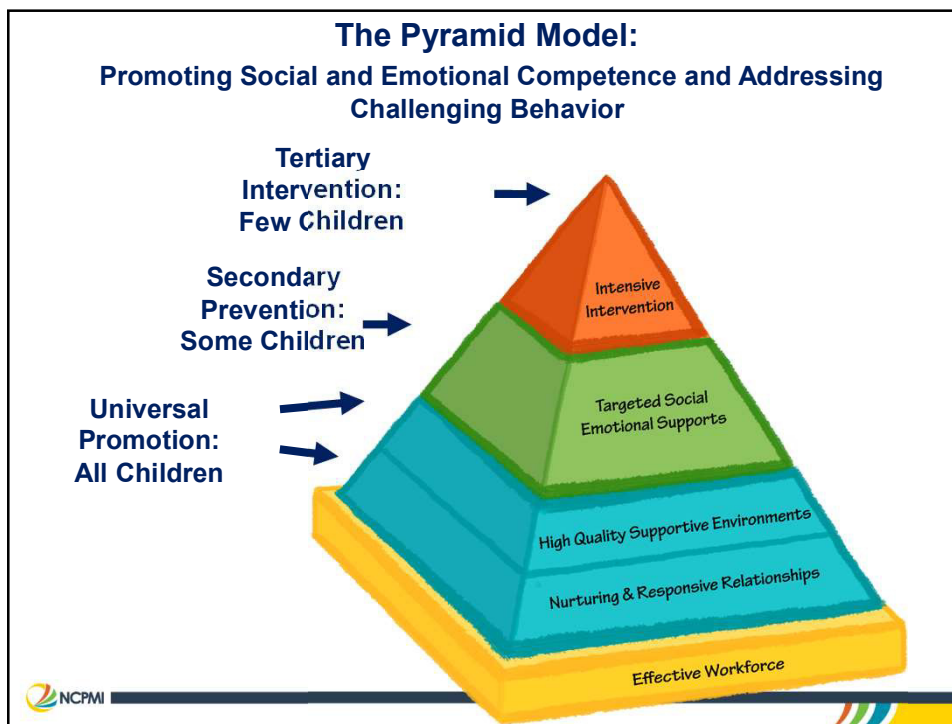 The Pyramid Model:
Promoting Social and Emotional Competence and Addressing
Challenging Behavior
Tertiary
Intervention:
Few Children
Secondary
Prevention:
Some Children
Universal
Promotion:
All Children
Intensive
Intervention
Targeted Social
Emotional Supports
High Quality Supportive Environments
Nurturing & Responsive Relationships
Effective Workforce
NCPMI